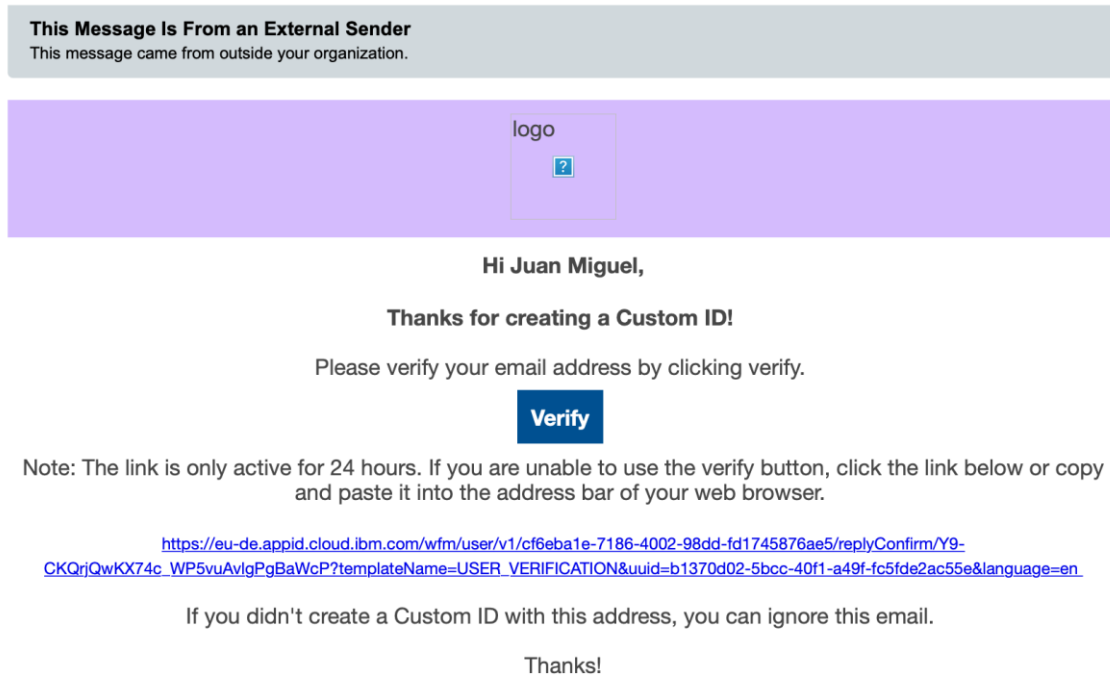 This Message Is From an External Sender
This message came from outside your organization.
logo
?
Hi Juan Miguel,
Thanks for creating a Custom ID!
Please verify your email address by clicking verify.
Verify
Note: The link is only active for 24 hours. If you are unable to use the verify button, click the link below or copy
and paste it into the address bar of your web browser.
https://eu-de.appid.cloud.ibm.com/wfm/user/v1/cf6eba1e-7186-4002-98dd-fd1745876ae5/replyConfirm/Y9-
CKQrjQwKX74c_WP5vuAvlgPgBaWcP?templateName=USER_VERIFICATION&uuid=b1370d02-5bcc-40f1-a49f-fc5fde2ac55e&language=en
If you didn't create a Custom ID with this address, you can ignore this email.
Thanks!